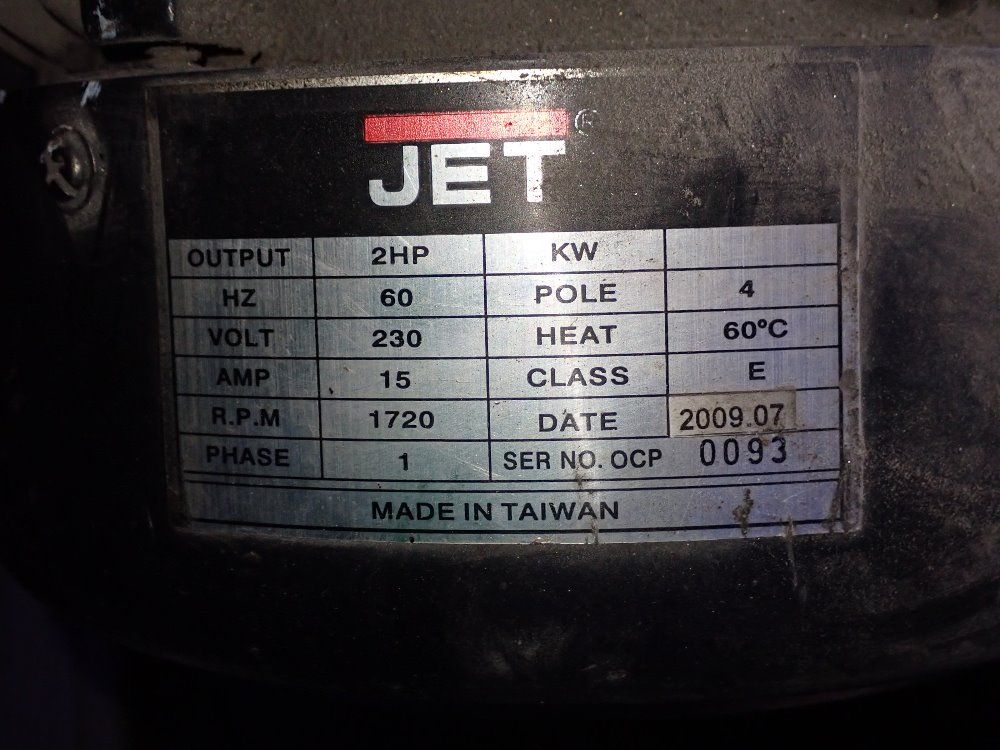 JET®
OUTPUT 2HP KW
HZ 60 POLE 4
VOLT 230 HEAT 60ºC
AMP 15 CLASS E
R.P.M 1720 DATE 2009.07
PHASE 1 SER NO. OCP 0093
MADE IN TAIWAN